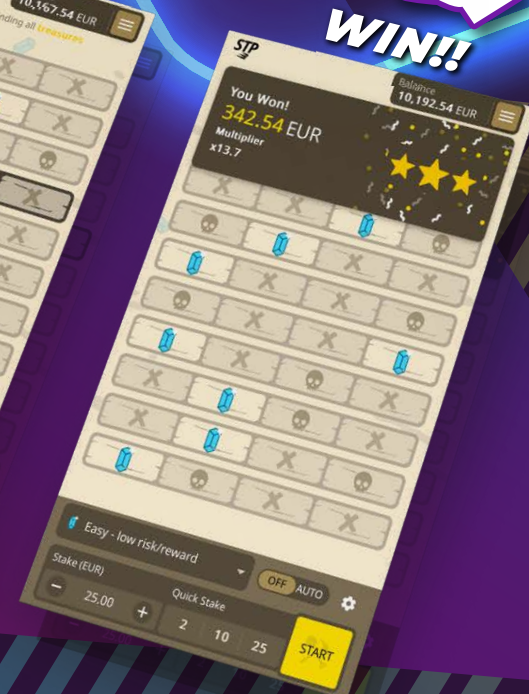 10,167.54 EUR
nding all treasures
WIN!!
STP
Balance
10,192.54 EUR
You Won!
342.54 EUR
Multiplier
x13.7
Easy - low risk/reward
OFF AUTO
Stake (EUR)
Quick Stake
− 25.00 +
2 10 25
START